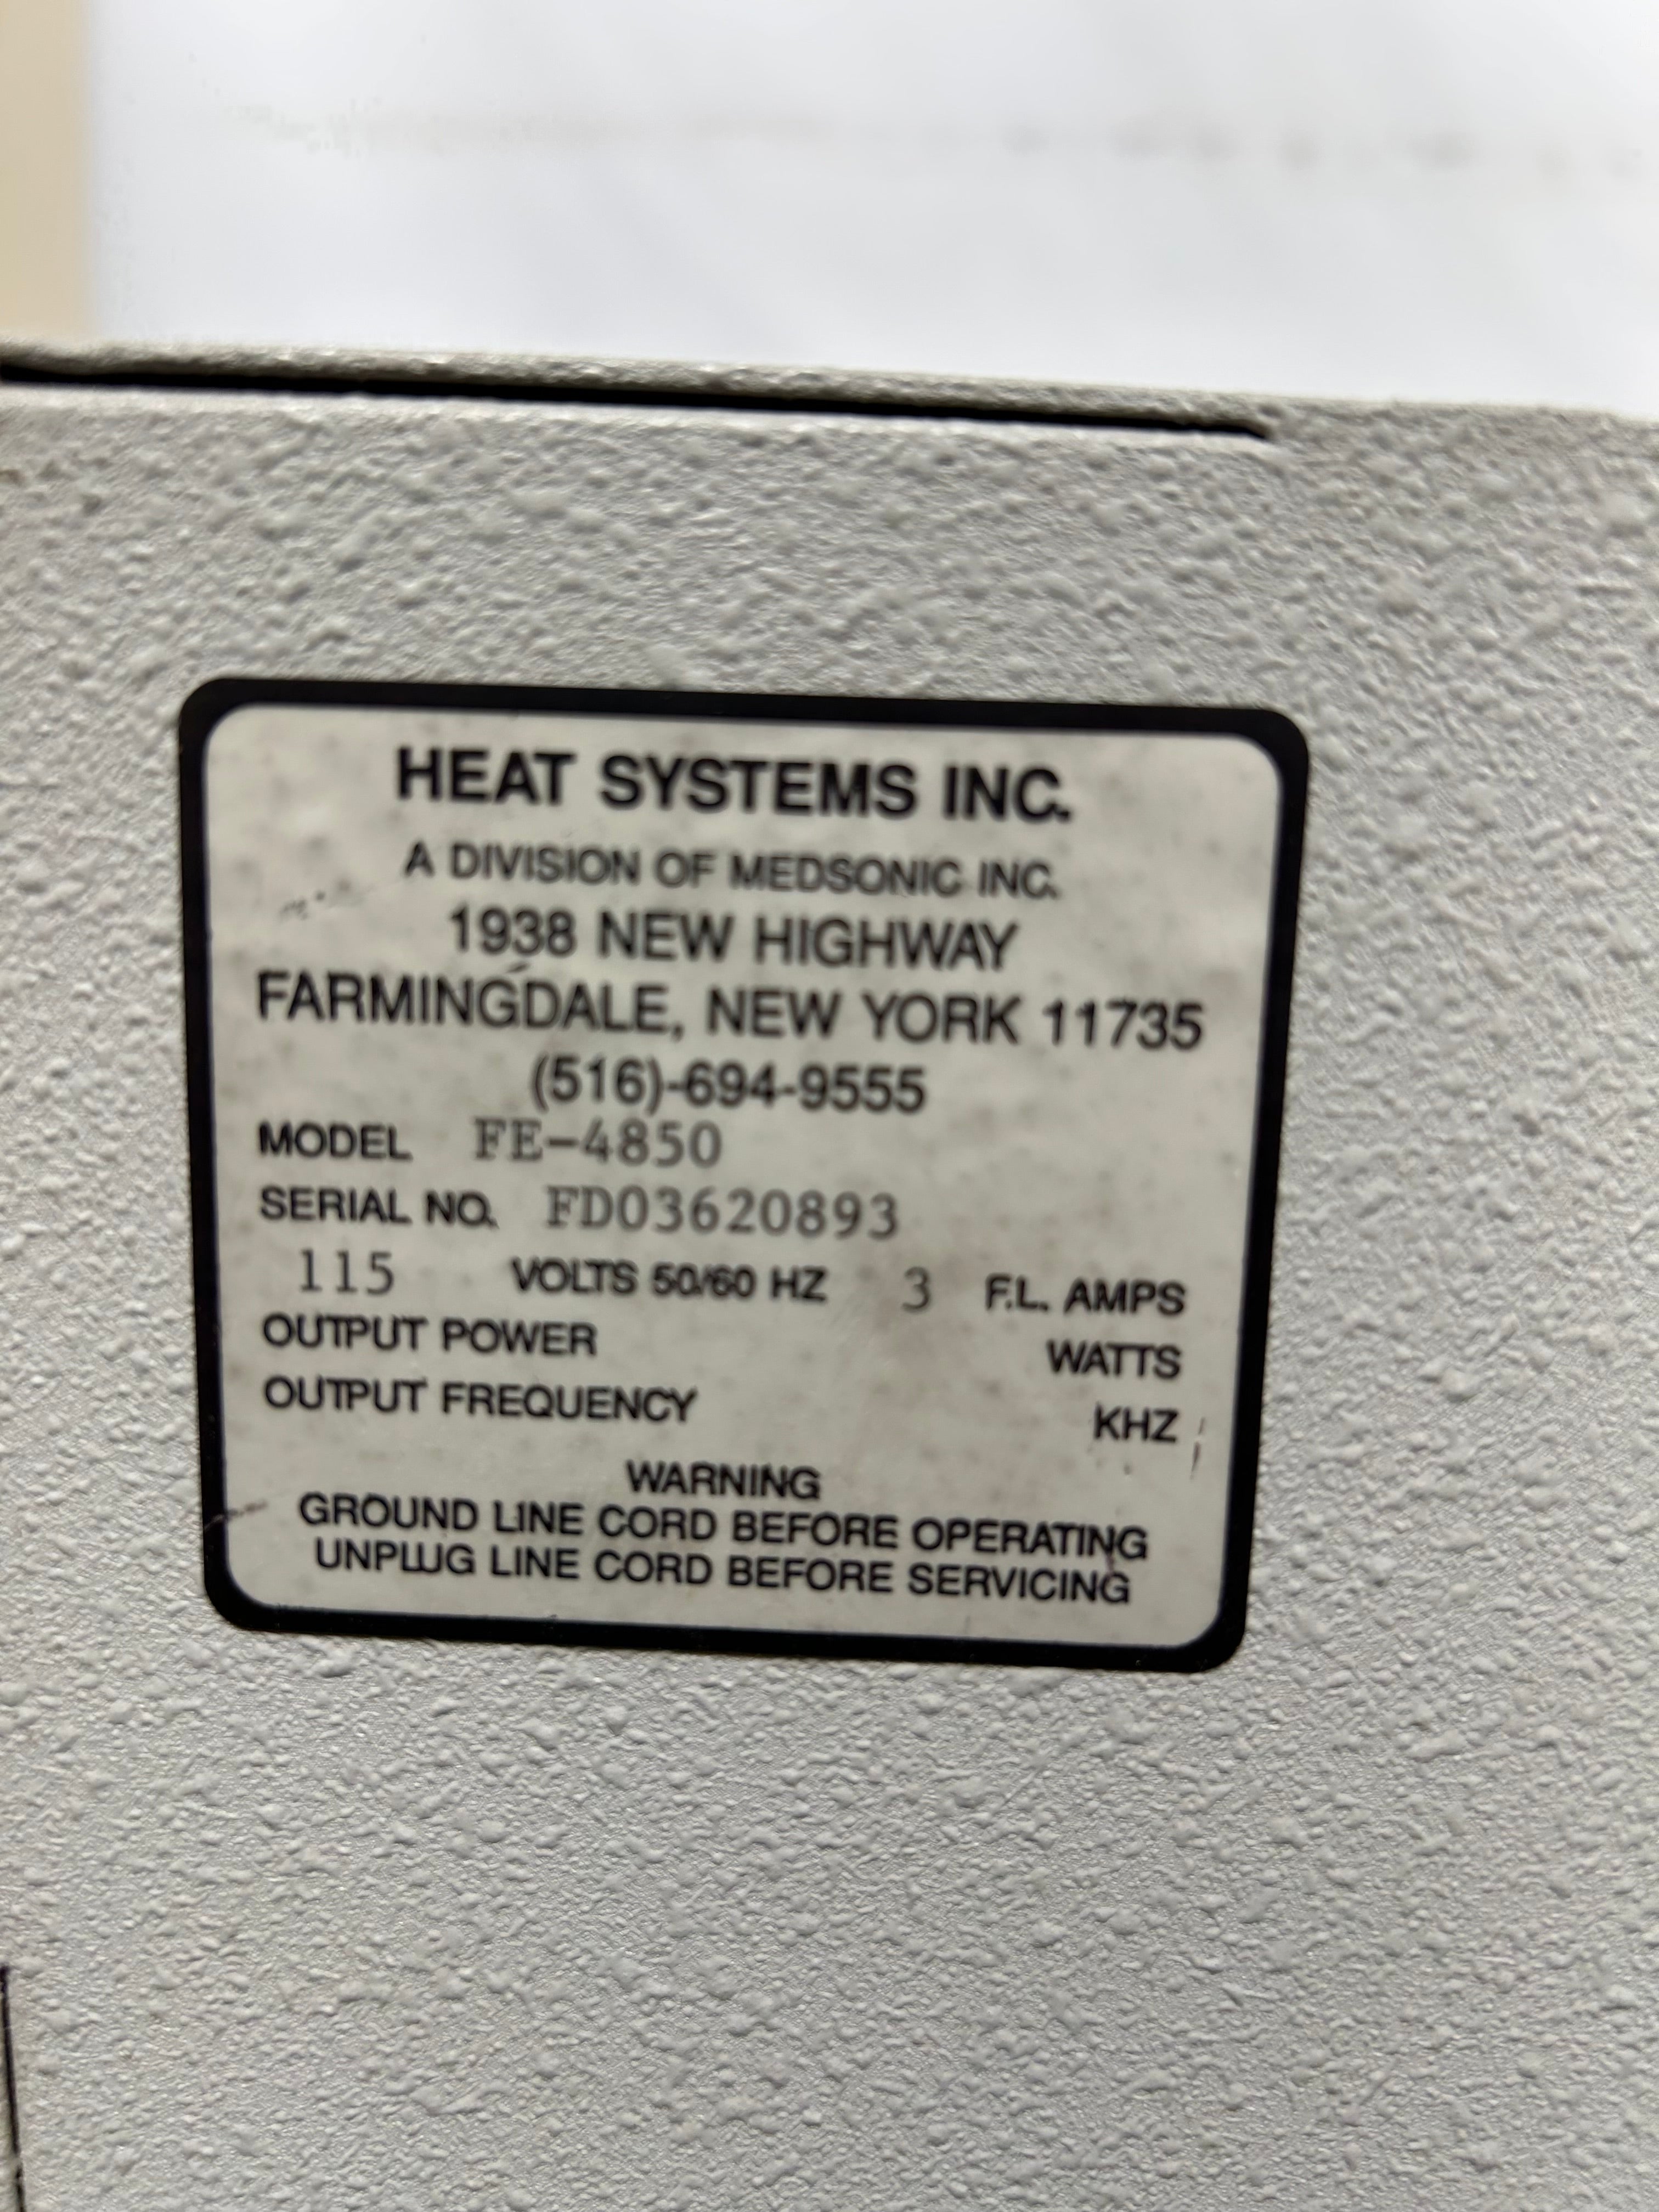 HEAT SYSTEMS INC.
A DIVISION OF MEDSONIC INC.
1938 NEW HIGHWAY
FARMINGDALE, NEW YORK 11735
(516)-694-9555
MODEL FE-4850
SERIAL NO. FD03620893
115 VOLTS 50/60 HZ 3 F.L. AMPS
OUTPUT POWER WATTS
OUTPUT FREQUENCY KHZ
WARNING
GROUND LINE CORD BEFORE OPERATING
UNPLUG LINE CORD BEFORE SERVICING